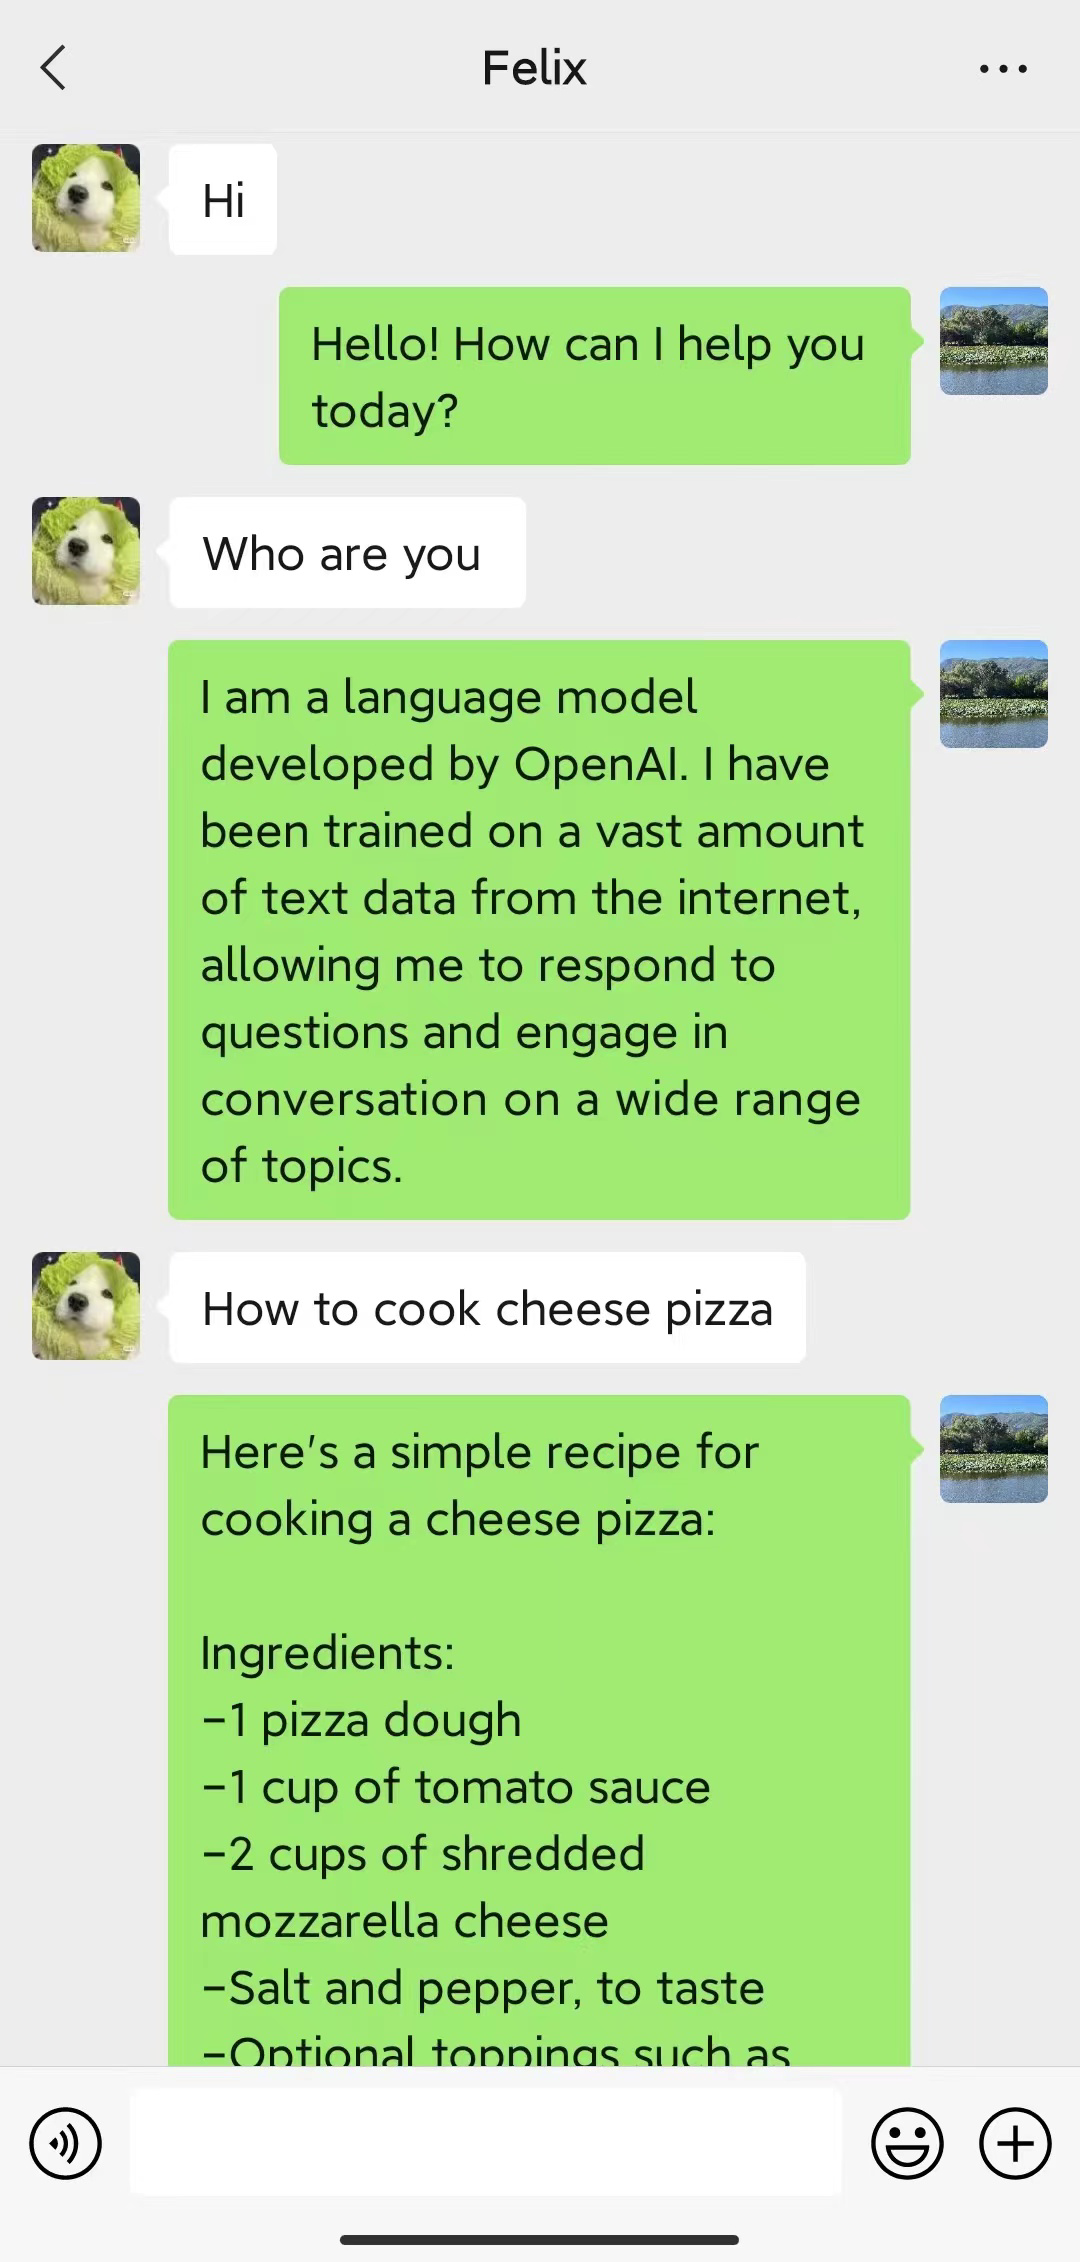 Felix
Hi
Hello! How can I help you
today?
Who are you
I am a language model
developed by OpenAI. I have
been trained on a vast amount
of text data from the internet,
allowing me to respond to
questions and engage in
conversation on a wide range
of topics.
How to cook cheese pizza
Here's a simple recipe for
cooking a cheese pizza:
Ingredients:
-1 pizza dough
-1 cup of tomato sauce
-2 cups of shredded
mozzarella cheese
-Salt and pepper, to taste
-Optional toppings such as